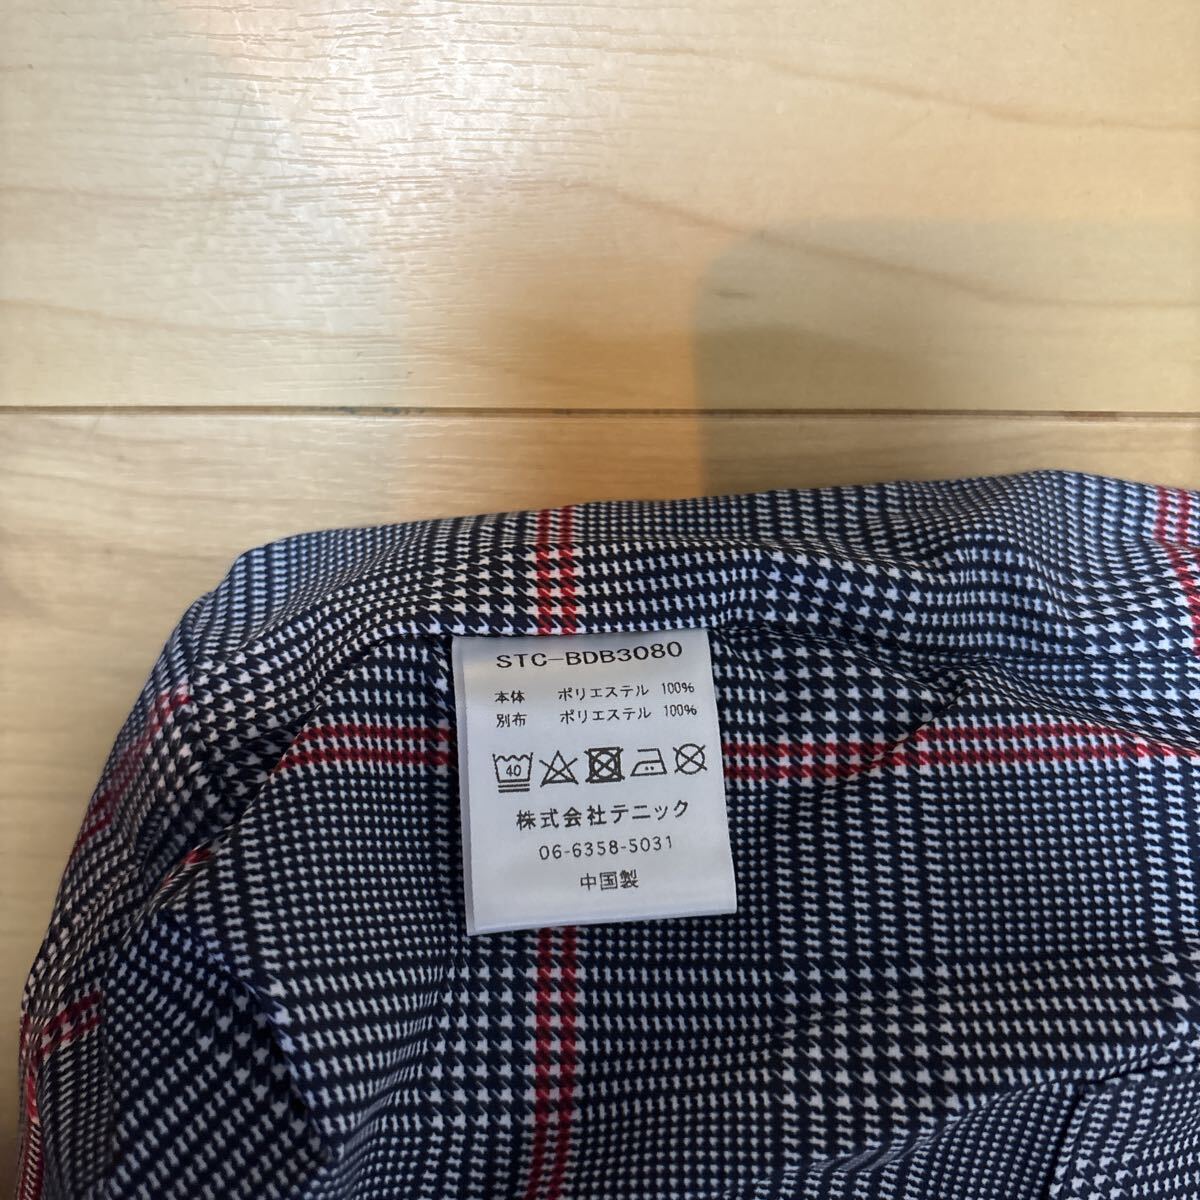 STC-BDB3080
本体 ポリエステル 100%
別布 ポリエステル 100%
40
株式会社テニック
06-6358-5031
中国製